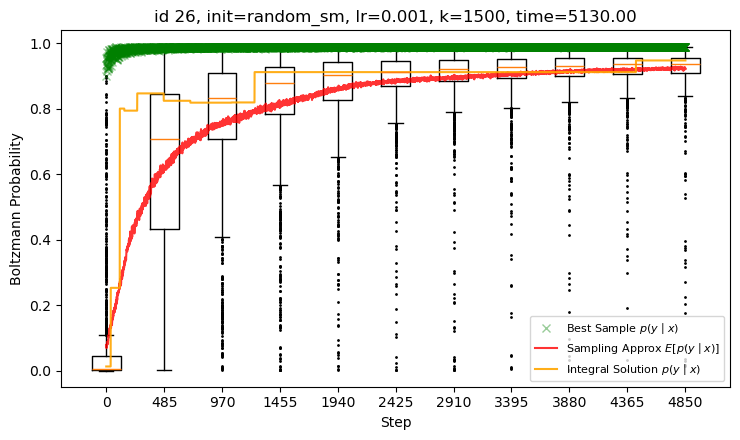 id 26, init=random_sm, lr=0.001, k=1500, time=5130.00
Boltzmann Probability
1.0
0.8
0.6
0.4
0.2
0.0
Best Sample p(y | x)
Sampling Approx E[p(y | x)]
Integral Solution p(y | x)
0 485 970 1455 1940 2425 2910 3395 3880 4365 4850
Step